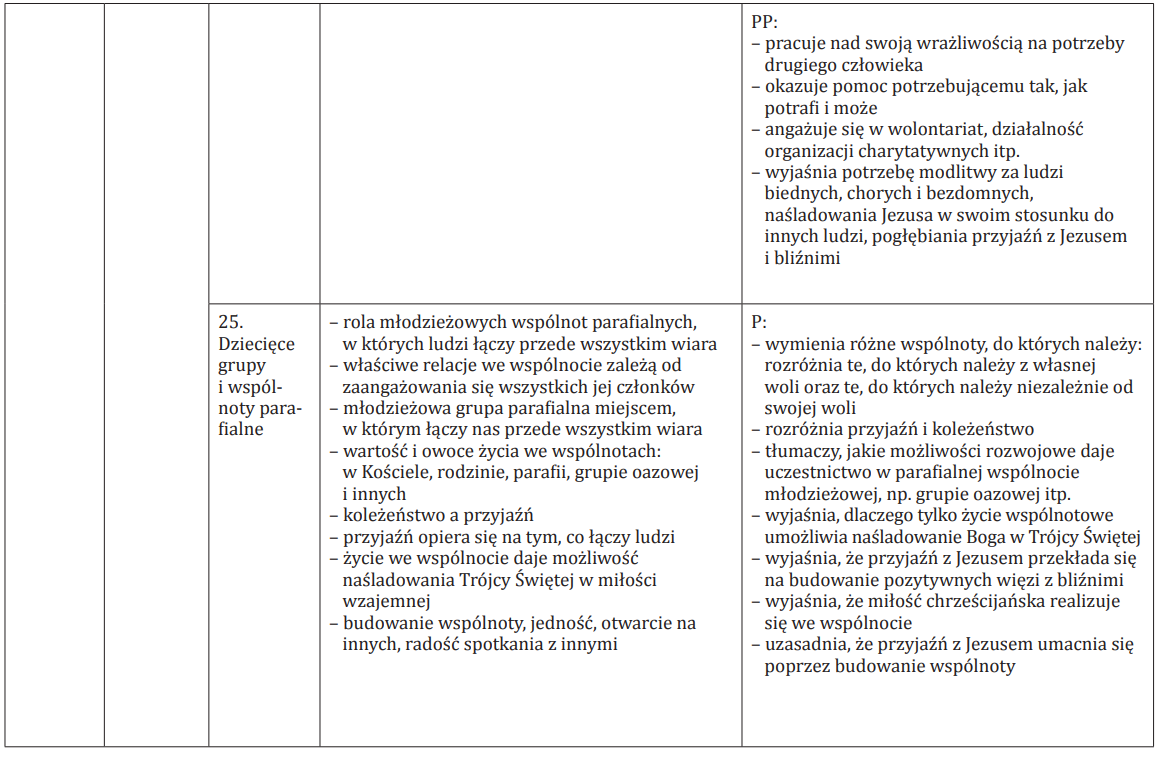 PP:
– pracuje nad swoją wrażliwością na potrzeby
drugiego człowieka
– okazuje pomoc potrzebującemu tak, jak
potrafi i może
– angażuje się w wolontariat, działalność
organizacji charytatywnych itp.
– wyjaśnia potrzebę modlitwy za ludzi
biednych, chorych i bezdomnych,
naśladowania Jezusa w swoim stosunku do
innych ludzi, pogłębiania przyjaźń z Jezusem
i bliźnimi
25.
Dziecięce
grupy
i wspól-
noty para-
fialne
– rola młodzieżowych wspólnot parafialnych,
w których ludzi łączy przede wszystkim wiara
– właściwe relacje we wspólnocie zależą od
zaangażowania się wszystkich jej członków
– młodzieżowa grupa parafialna miejscem,
w którym łączy nas przede wszystkim wiara
– wartość i owoce życia we wspólnotach:
w Kościele, rodzinie, parafii, grupie oazowej
i innych
– koleżeństwo a przyjaźń
– przyjaźń opiera się na tym, co łączy ludzi
– życie we wspólnocie daje możliwość
naśladowania Trójcy Świętej w miłości
wzajemnej
– budowanie wspólnoty, jedność, otwarcie na
innych, radość spotkania z innymi
P:
– wymienia różne wspólnoty, do których należy:
rozróżnia te, do których należy z własnej
woli oraz te, do których należy niezależnie od
swojej woli
– rozróżnia przyjaźń i koleżeństwo
– tłumaczy, jakie możliwości rozwojowe daje
uczestnictwo w parafialnej wspólnocie
młodzieżowej, np. grupie oazowej itp.
– wyjaśnia, dlaczego tylko życie wspólnotowe
umożliwia naśladowanie Boga w Trójcy Świętej
– wyjaśnia, że przyjaźń z Jezusem przekłada się
na budowanie pozytywnych więzi z bliźnimi
– wyjaśnia, że miłość chrześcijańska realizuje
się we wspólnocie
– uzasadnia, że przyjaźń z Jezusem umacnia się
poprzez budowanie wspólnoty